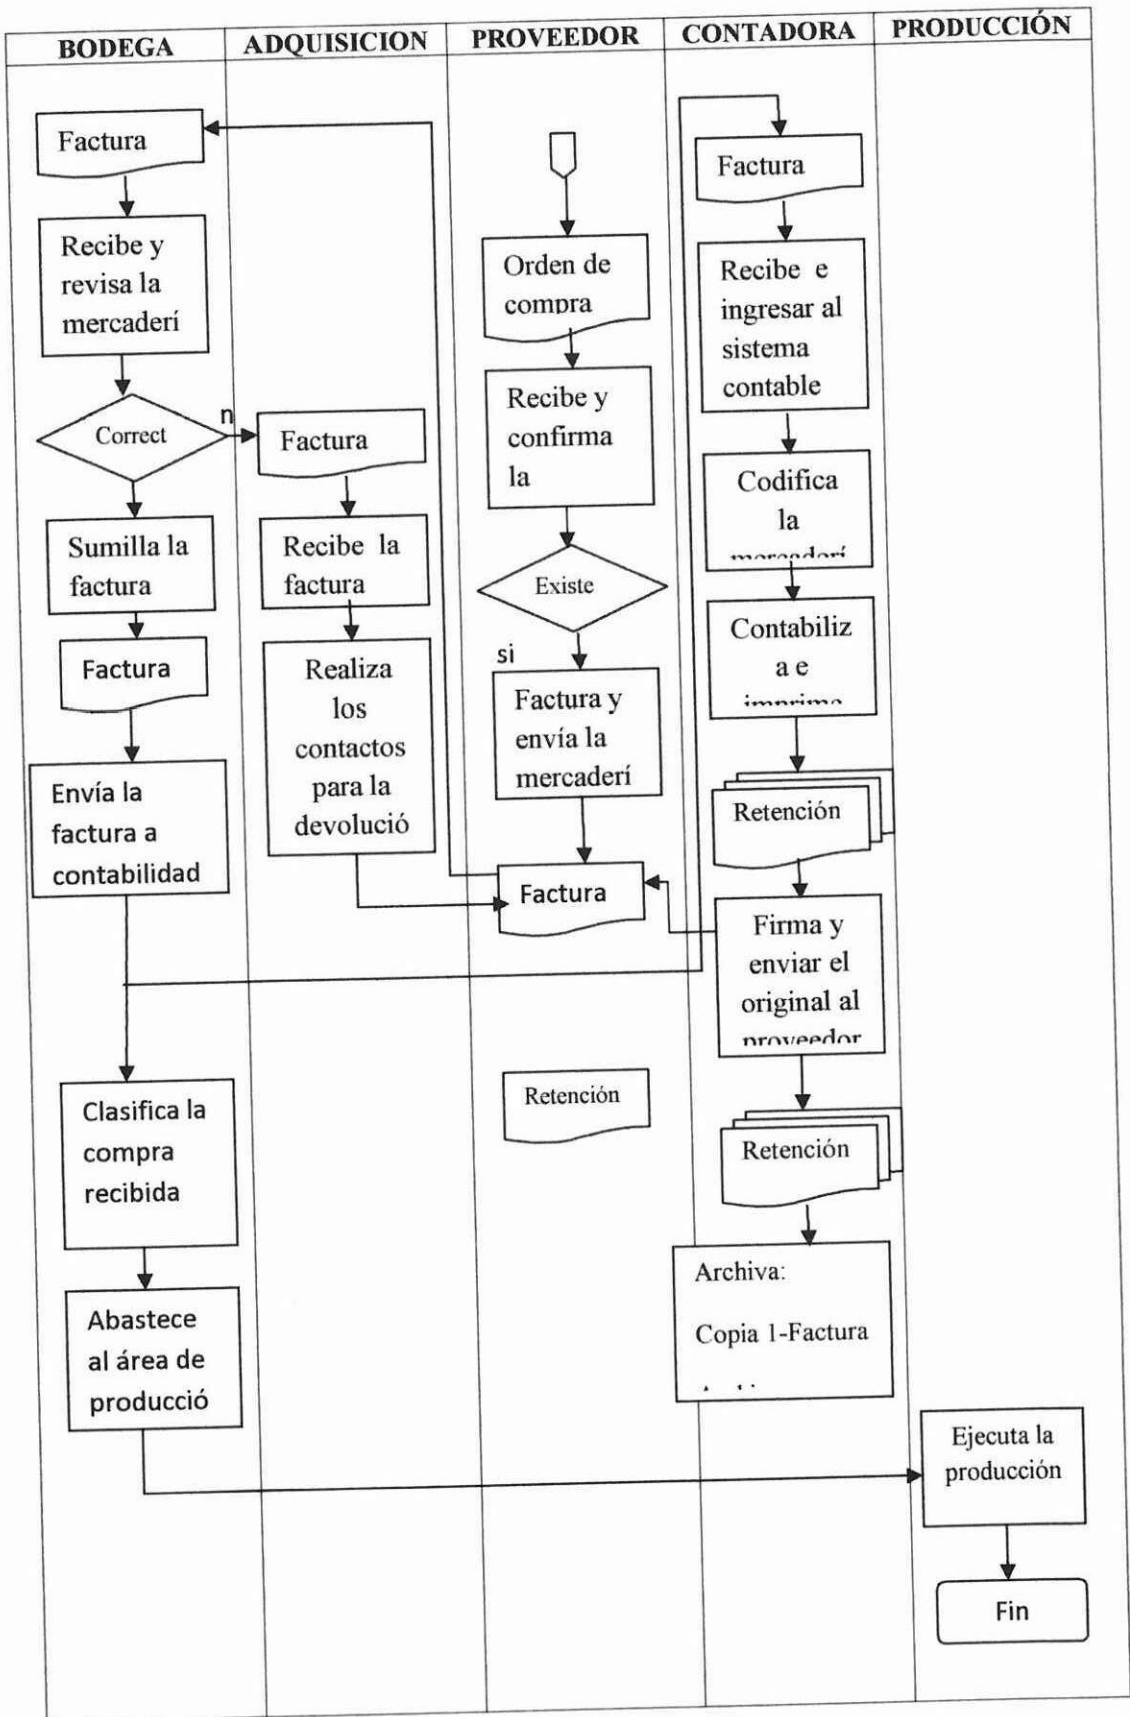 BODEGA
ADQUISICION
PROVEEDOR
CONTADORA
PRODUCCIÓN
Factura
Recibe y
revisa la
mercaderí
Correct
n
Sumilla la
factura
Factura
Envía la
factura a
contabilidad
Clasifica la
compra
recibida
Abastece
al área de
producció
Factura
Recibe la
factura
Realiza
los
contactos
para la
devolució
Orden de
compra
Recibe y
confirma
la
Existe
si
Factura y
envía la
mercaderí
Factura
Retención
Factura
Recibe e
ingresar al
sistema
contable
Codifica
la
mercaderí
Contabiliz
a e
imprime
Retención
Firma y
enviar el
original al
proveedor
Retención
Archiva:
Copia 1-Factura
Ejecuta la
producción
Fin